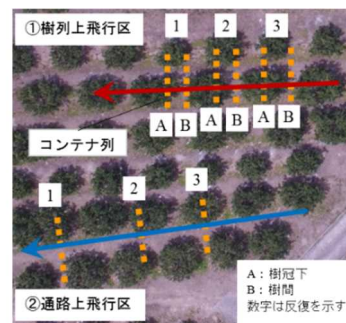 ①樹列上飛行区
1 2 3
A B A B A B
コンテナ列
1 2 3
②通路上飛行区
A：樹冠下
B：樹間
数字は反復を示す